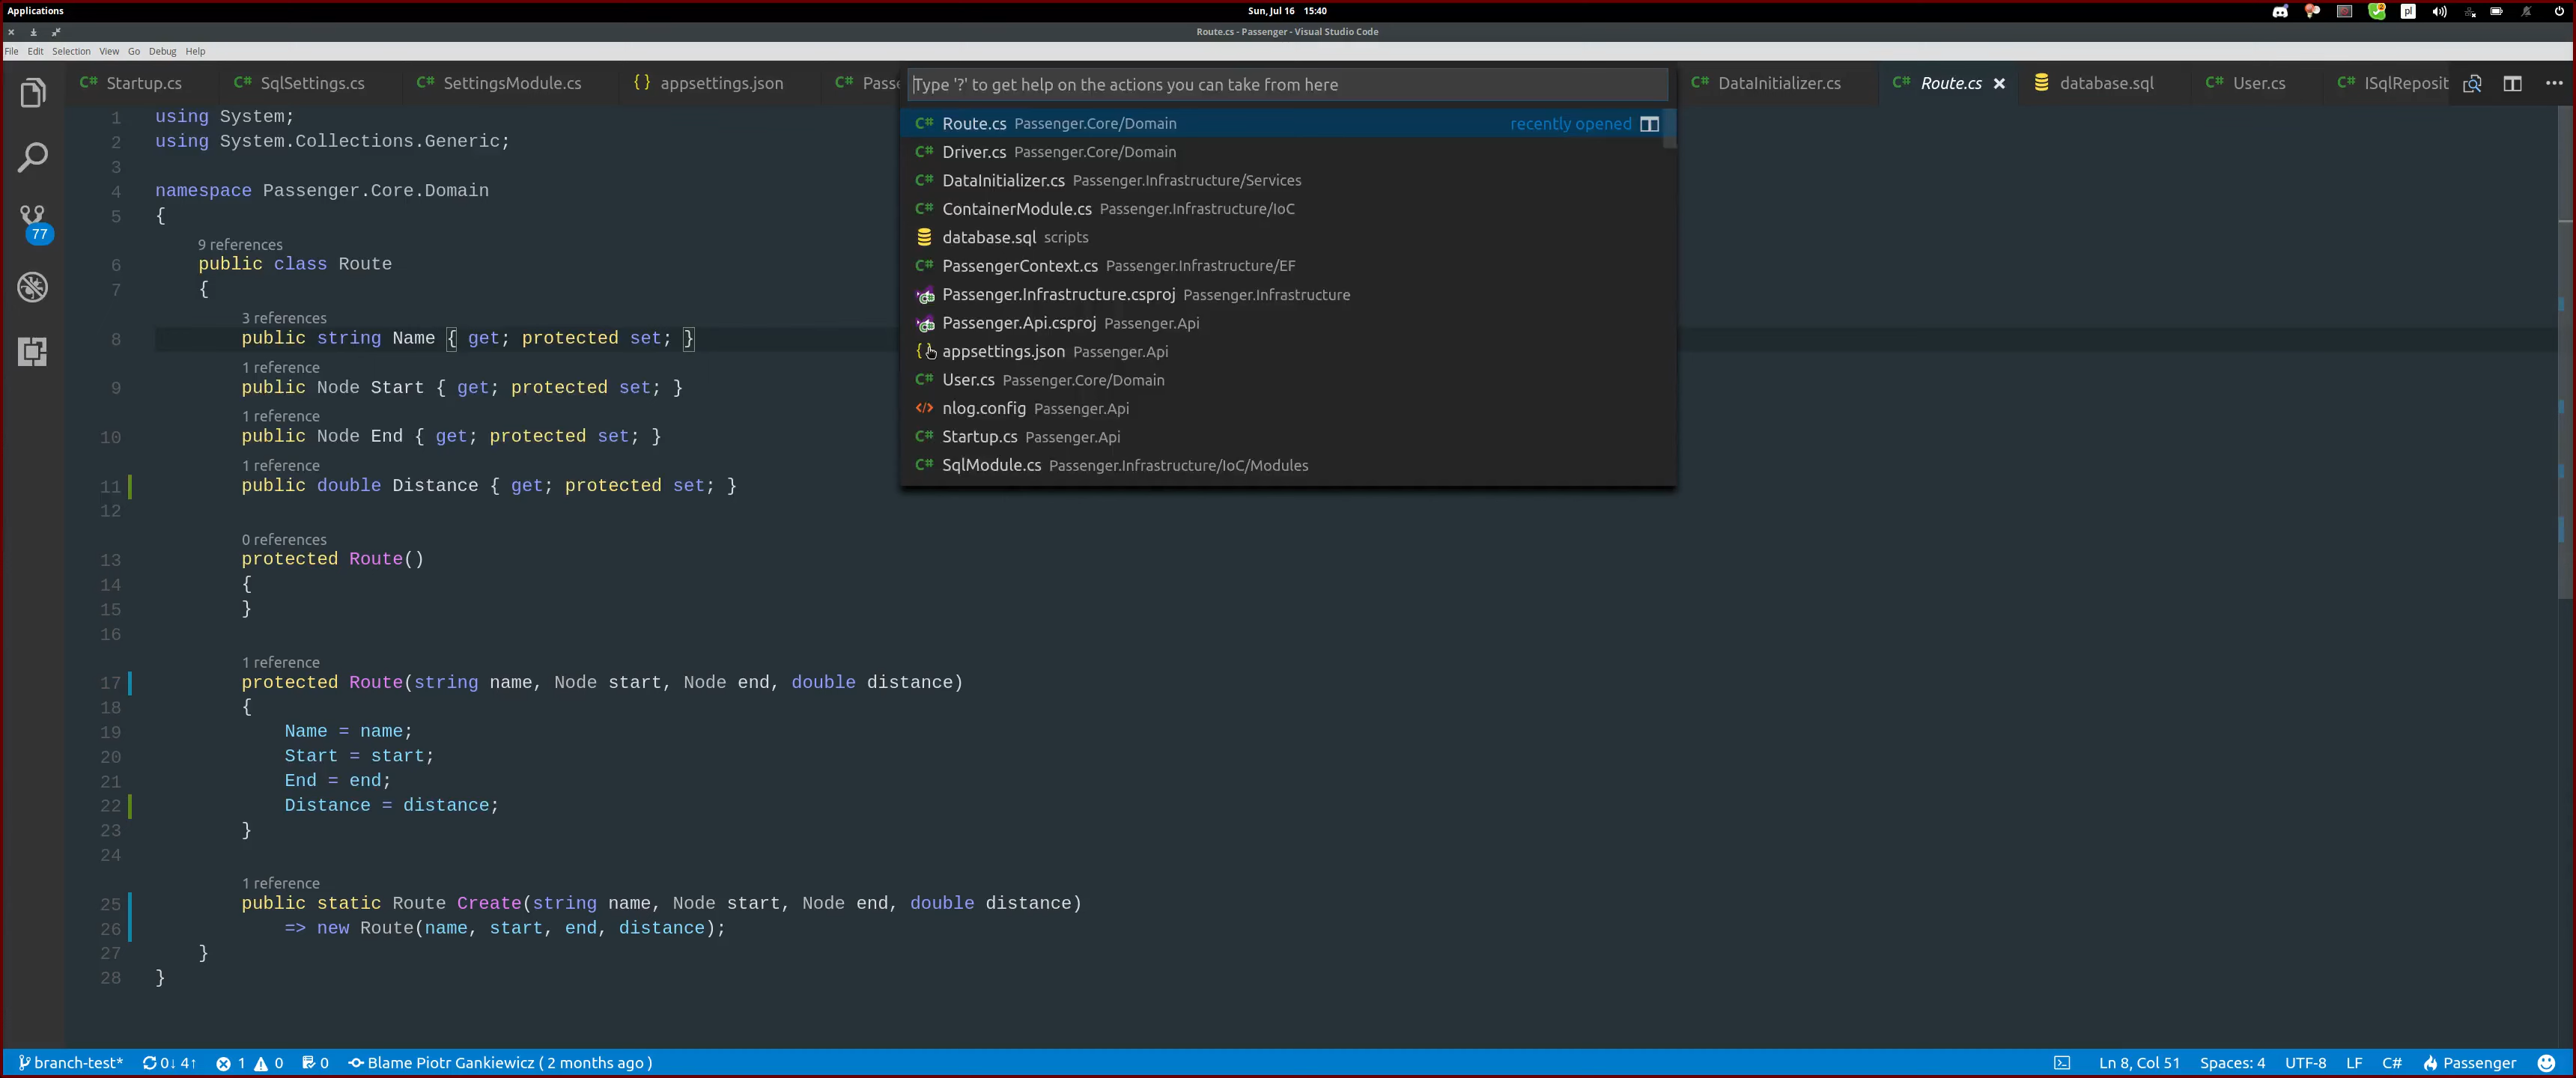 Applications
Sun, Jul 16 15:40
pl
Route.cs - Passenger - Visual Studio Code
File Edit Selection View Go Debug Help
C# Startup.cs C# SqlSettings.cs C# SettingsModule.cs {} appsettings.json C# Passe
C# DataInitializer.cs C# Route.cs database.sql C# User.cs C# ISqlReposit
Type '?' to get help on the actions you can take from here
C# Route.cs Passenger.Core/Domain recently opened
C# Driver.cs Passenger.Core/Domain
C# DataInitializer.cs Passenger.Infrastructure/Services
C# ContainerModule.cs Passenger.Infrastructure/IoC
database.sql scripts
C# PassengerContext.cs Passenger.Infrastructure/EF
Passenger.Infrastructure.csproj Passenger.Infrastructure
Passenger.Api.csproj Passenger.Api
appsettings.json Passenger.Api
C# User.cs Passenger.Core/Domain
</> nlog.config Passenger.Api
C# Startup.cs Passenger.Api
C# SqlModule.cs Passenger.Infrastructure/IoC/Modules
77
1 using System;
2 using System.Collections.Generic;
3
4 namespace Passenger.Core.Domain
5 {
9 references
6 public class Route
7 {
3 references
8 public string Name { get; protected set; }
1 reference
9 public Node Start { get; protected set; }
1 reference
10 public Node End { get; protected set; }
1 reference
11 public double Distance { get; protected set; }
12
0 references
13 protected Route()
14 {
15 }
16
1 reference
17 protected Route(string name, Node start, Node end, double distance)
18 {
19 Name = name;
20 Start = start;
21 End = end;
22 Distance = distance;
23 }
24
1 reference
25 public static Route Create(string name, Node start, Node end, double distance)
26 => new Route(name, start, end, distance);
27 }
28 }
branch-test* 0↓ 4↑ 1 0 0 Blame Piotr Gankiewicz ( 2 months ago ) Ln 8, Col 51 Spaces: 4 UTF-8 LF C# Passenger